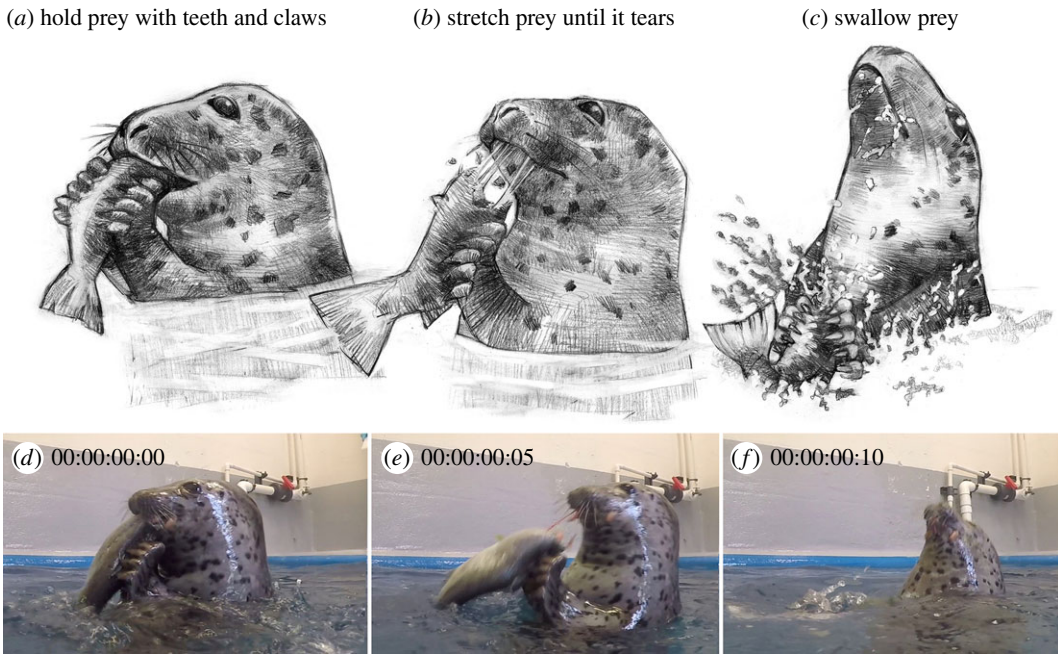 (a) hold prey with teeth and claws
(b) stretch prey until it tears
(c) swallow prey
(d) 00:00:00:00
(e) 00:00:00:05
(f) 00:00:00:10